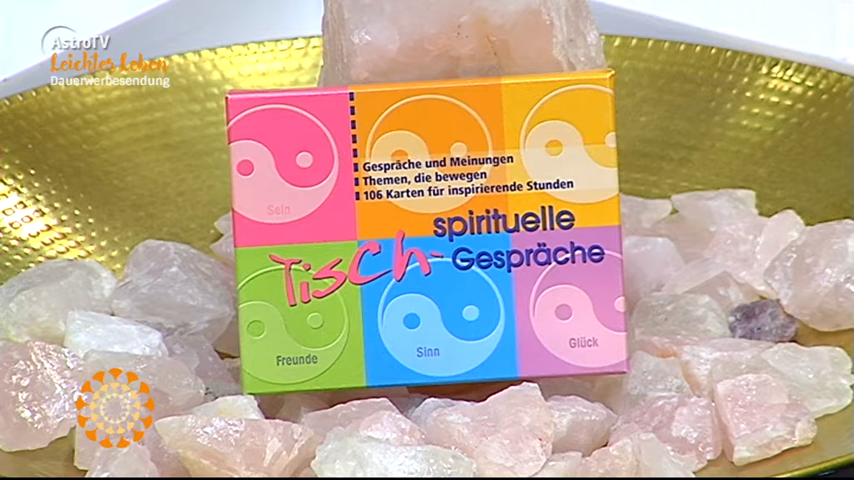 AstroTV
Leichter Leben
Dauerwerbesendung
Gespräche und Meinungen
Themen, die bewegen
106 Karten für inspirierende Stunden
Sein
spirituelle
Tisch-Gespräche
Freunde
Sinn
Glück